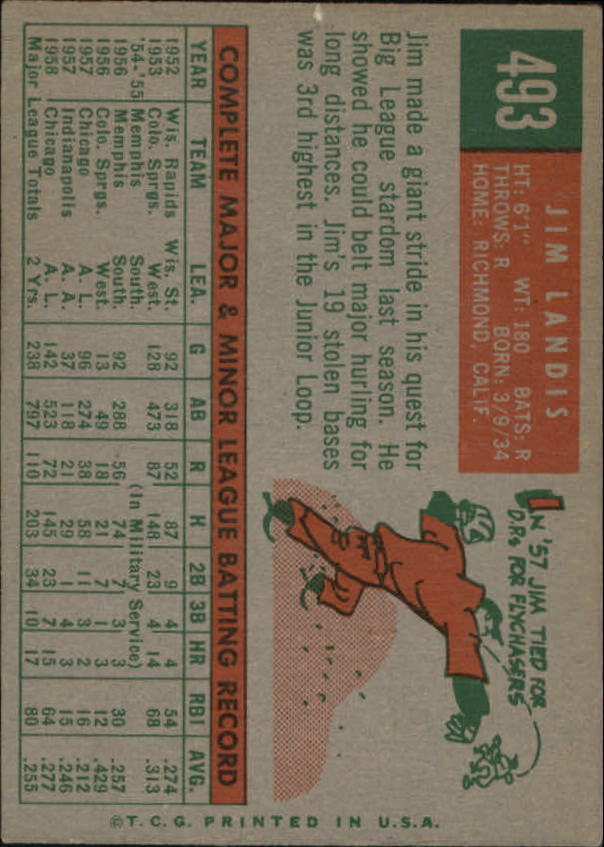 493
JIM LANDIS
HT: 6'1" WT: 180 BATS: R
THROWS: R BORN: 3/9/34
HOME: RICHMOND, CALIF.
Jim made a giant stride in his quest for
Big League stardom last season. He
showed he could belt major hurling for
long distances. Jim's 19 stolen bases
was 3rd highest in the Junior Loop.
IN '57 JIM TIED FOR
D.P.s FOR FLYCHASERS
COMPLETE MAJOR & MINOR LEAGUE BATTING RECORD
YEAR TEAM LEA. G AB R H 2B 3B HR RBI AVG.
1952 Wis. Rapids Wis. St. 92 318 52 87 9 4 4 54 .274
1953 Colo. Sprgs. West. 128 473 87 148 23 4 14 68 .313
'54-'55 Memphis South. (In Military Service)
1956 Memphis South. 92 288 56 74 7 3 3 30 .257
1956 Colo. Sprgs. West. 13 49 18 21 7 1 3 12 .429
1957 Chicago A. L. 96 274 38 58 11 3 2 16 .212
1957 Indianapolis A. A. 37 118 21 29 1 4 3 15 .246
1958 Chicago A. L. 142 523 72 145 23 7 15 64 .277
Major League Totals 2 Yrs. 238 797 110 203 34 10 17 80 .255
©T.C.G. PRINTED IN U.S.A.